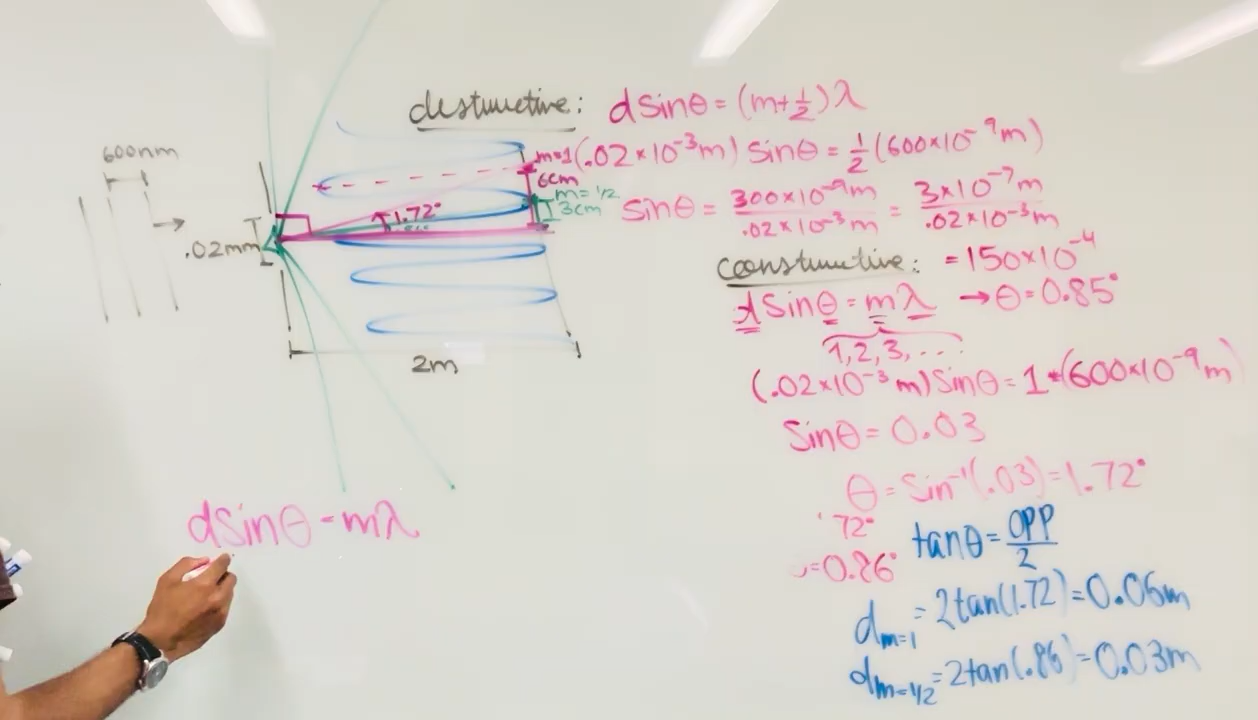 600nm
.02mm
1.72°
2m
m=1
6cm
m=1/2
3cm
destructive: dsinθ=(m+½)λ
(.02×10⁻³m) sinθ=½(600×10⁻⁹m)
sinθ = 300×10⁻⁹m/.02×10⁻³m = 3×10⁻⁷m/.02×10⁻³m
=150×10⁻⁴
→θ=0.85°
constructive:
dsinθ=mλ
1,2,3,...
(.02×10⁻³m)sinθ=1*(600×10⁻⁹m)
sinθ=0.03
θ=sin⁻¹(.03)=1.72°
72°
=0.86°
tanθ=OPP/2
d m=1 =2tan(1.72)=0.06m
d m=1/2 =2tan(.86)=0.03m
dsinθ=mλ